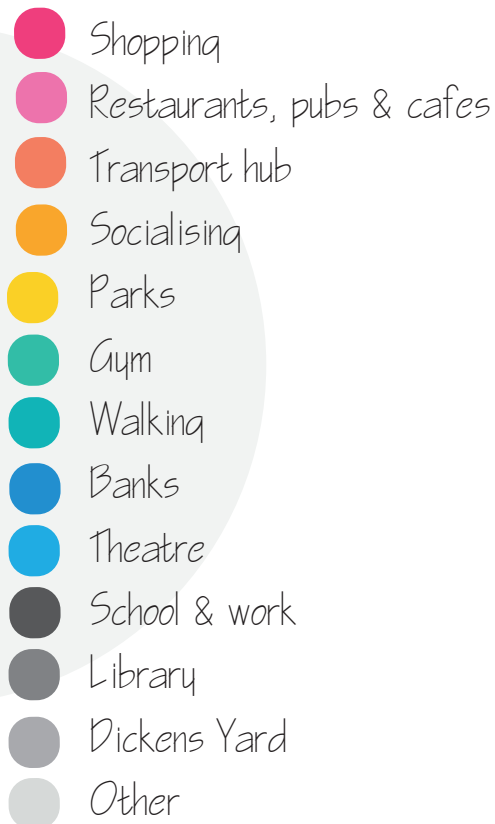 Shopping
Restaurants, pubs & cafes
Transport hub
Socialising
Parks
Gym
Walking
Banks
Theatre
School & work
Library
Dickens Yard
Other